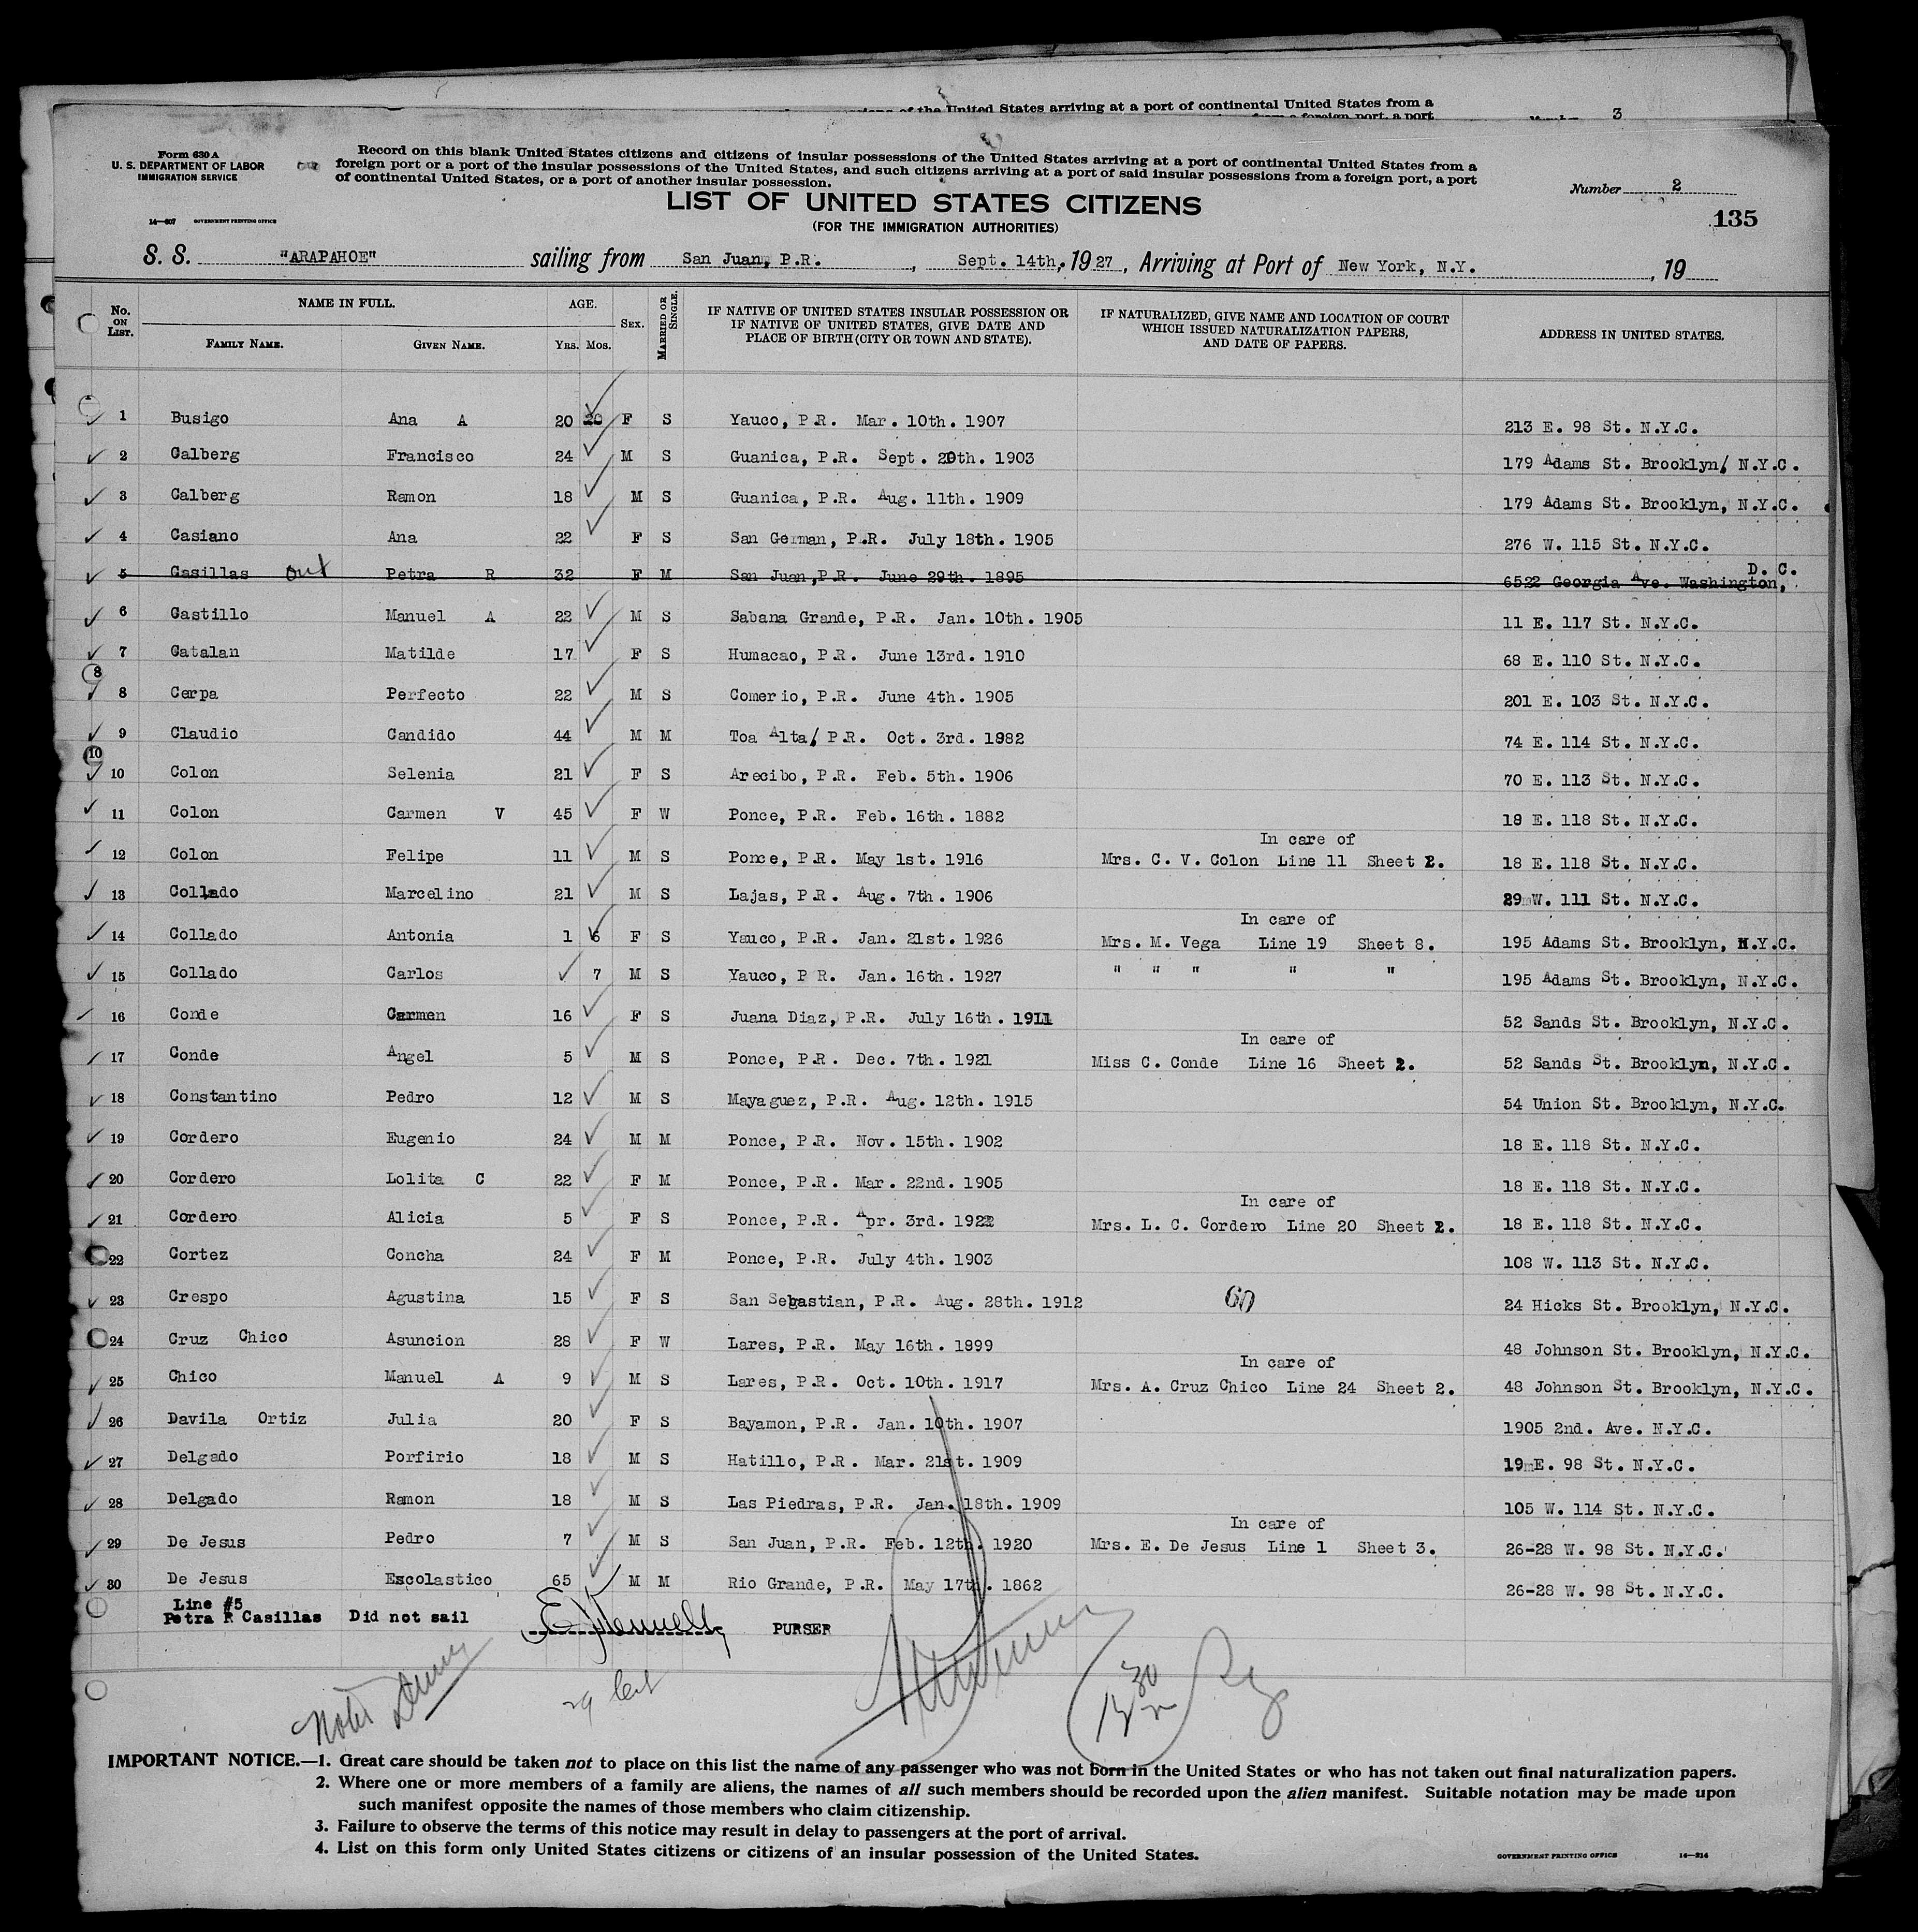 of the United States arriving at a port of continental United States from a
from a foreign port, a port
3
Form 630 A
U. S. DEPARTMENT OF LABOR
IMMIGRATION SERVICE
14—607 GOVERNMENT PRINTING OFFICE
Record on this blank United States citizens and citizens of insular possessions of the United States arriving at a port of continental United States from a
foreign port or a port of the insular possessions of the United States, and such citizens arriving at a port of said insular possessions from a foreign port, a port
of continental United States, or a port of another insular possession.
Number 2
LIST OF UNITED STATES CITIZENS
(FOR THE IMMIGRATION AUTHORITIES)
135
S. S. "ARAPAHOE" sailing from San Juan, P.R. , Sept. 14th, 1927, Arriving at Port of New York, N.Y. , 19
No. ON LIST. NAME IN FULL. FAMILY NAME. GIVEN NAME. AGE. YRS. MOS. SEX. MARRIED OR SINGLE. IF NATIVE OF UNITED STATES INSULAR POSSESSION OR IF NATIVE OF UNITED STATES, GIVE DATE AND PLACE OF BIRTH (CITY OR TOWN AND STATE). IF NATURALIZED, GIVE NAME AND LOCATION OF COURT WHICH ISSUED NATURALIZATION PAPERS, AND DATE OF PAPERS. ADDRESS IN UNITED STATES.
1 Busigo Ana A 20 20 F S Yauco, P.R. Mar. 10th. 1907 213 E. 98 St. N.Y.C.
2 Calberg Francisco 24 M S Guanica, P.R. Sept. 20th. 1903 179 Adams St. Brooklyn, N.Y.C.
3 Calberg Ramon 18 M S Guanica, P.R. Aug. 11th. 1909 179 Adams St. Brooklyn, N.Y.C.
4 Casiano Ana 22 F S San German, P.R. July 18th. 1905 276 W. 115 St. N.Y.C.
5 Casillas out Petra R 32 F M San Juan, P.R. June 29th. 1895 6522 Georgia Ave. Washington, D. C.
6 Castillo Manuel A 22 M S Sabana Grande, P.R. Jan. 10th. 1905 11 E. 117 St. N.Y.C.
7 Catalan Matilde 17 F S Humacao, P.R. June 13rd. 1910 68 E. 110 St. N.Y.C.
8
8 Cerpa Perfecto 22 M S Comerio, P.R. June 4th. 1905 201 E. 103 St. N.Y.C.
9 Claudio Candido 44 M M Toa Alta, P.R. Oct. 3rd. 1882 74 E. 114 St. N.Y.C.
10
10 Colon Selenia 21 F S Arecibo, P.R. Feb. 5th. 1906 70 E. 113 St. N.Y.C.
11 Colon Carmen V 45 F W Ponce, P.R. Feb. 16th. 1882 18 E. 118 St. N.Y.C.
12 Colon Felipe 11 M S Ponce, P.R. May 1st. 1916 In care of Mrs. C. V. Colon Line 11 Sheet 2. 18 E. 118 St. N.Y.C.
13 Collado Marcelino 21 M S Lajas, P.R. Aug. 7th. 1906 29 W. 111 St. N.Y.C.
14 Collado Antonia 1 6 F S Yauco, P.R. Jan. 21st. 1926 In care of Mrs. M. Vega Line 19 Sheet 8. 195 Adams St. Brooklyn, N.Y.C.
15 Collado Carlos 7 M S Yauco, P R. Jan. 16th. 1927 " " " " " 195 Adams St. Brooklyn, N.Y.C.
16 Conde Carmen 16 F S Juana Diaz, P.R. July 16th. 1911 52 Sands St. Brooklyn, N.Y.C.
17 Conde Angel 5 M S Ponce, P.R. Dec. 7th. 1921 In care of Miss C. Conde Line 16 Sheet 2. 52 Sands St. Brooklyn, N.Y.C.
18 Constantino Pedro 12 M S Mayaguez, P.R. Aug. 12th. 1915 54 Union St. Brooklyn, N.Y.C.
19 Cordero Eugenio 24 M M Ponce, P.R. Nov. 15th. 1902 18 E. 118 St. N.Y.C.
20 Cordero Lolita C 22 F M Ponce, P.R. Mar. 22nd. 1905 18 E. 118 St. N.Y.C.
21 Cordero Alicia 5 F S Ponce, P.R. Apr. 3rd. 1922 In care of Mrs. L. C. Cordero Line 20 Sheet 2. 18 E. 118 St. N.Y.C.
22 Cortez Concha 24 F M Ponce, P.R. July 4th. 1903 108 W. 113 St. N.Y.C.
23 Crespo Agustina 15 F S San Sebastian, P.R. Aug. 28th. 1912 60 24 Hicks St. Brooklyn, N.Y.C.
24 Cruz Chico Asuncion 28 F W Lares, P.R. May 16th. 1899 48 Johnson St. Brooklyn, N.Y.C.
25 Chico Manuel A 9 M S Lares, P.R. Oct. 10th. 1917 In care of Mrs. A. Cruz Chico Line 24 Sheet 2. 48 Johnson St. Brooklyn, N.Y.C.
26 Davila Ortiz Julia 20 F S Bayamon, P.R. Jan. 10th. 1907 1905 2nd. Ave. N.Y.C.
27 Delgado Porfirio 18 M S Hatillo, P.R. Mar. 21st. 1909 19 E. 98 St. N.Y.C.
28 Delgado Ramon 18 M S Las Piedras, P.R. Jan. 18th. 1909 105 W. 114 St. N.Y.C.
29 De Jesus Pedro 7 M S San Juan, P.R. Feb. 12th. 1920 In care of Mrs. E. De Jesus Line 1 Sheet 3. 26-28 W. 98 St. N.Y.C.
30 De Jesus Escolastico 65 M M Rio Grande, P.R. May 17th. 1862 26-28 W. 98 St. N.Y.C.
Line #5
Petra R Casillas Did not sail PURSER
30
IMPORTANT NOTICE.—1. Great care should be taken not to place on this list the name of any passenger who was not born in the United States or who has not taken out final naturalization papers.
2. Where one or more members of a family are aliens, the names of all such members should be recorded upon the alien manifest. Suitable notation may be made upon
such manifest opposite the names of those members who claim citizenship.
3. Failure to observe the terms of this notice may result in delay to passengers at the port of arrival.
4. List on this form only United States citizens or citizens of an insular possession of the United States.
GOVERNMENT PRINTING OFFICE 14—214